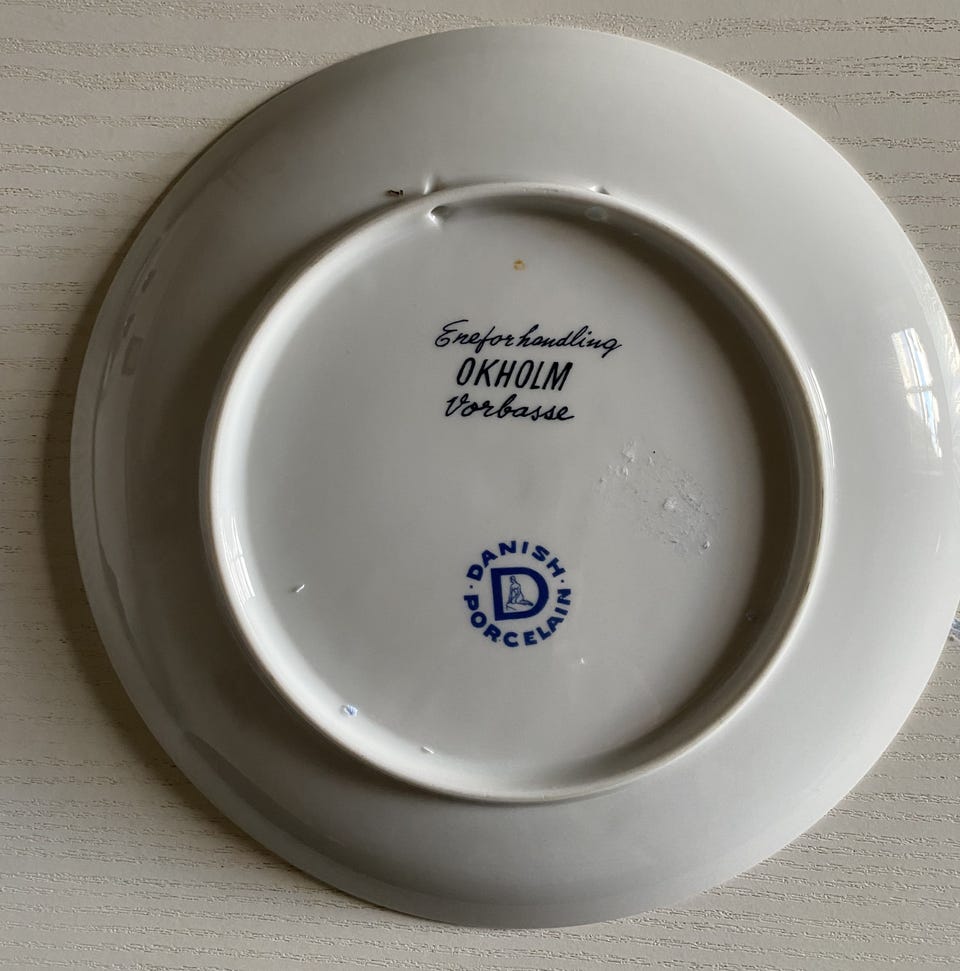 Eneforhandling
OKHOLM
Vorbasse
· DANISH ·
D
PORCELAIN